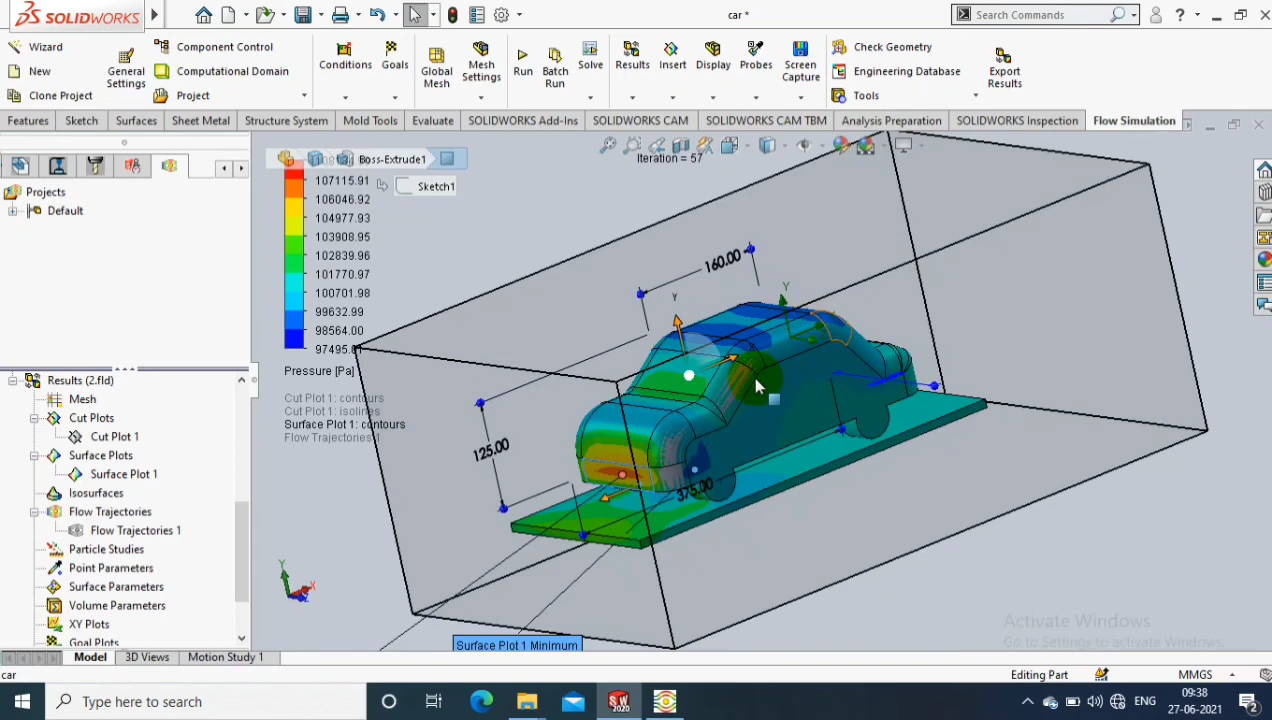 SOLIDWORKS
car *
Search Commands
Wizard
New
Clone Project
General Settings
Component Control
Computational Domain
Project
Conditions
Goals
Global Mesh
Mesh Settings
Run
Batch Run
Solve
Results
Insert
Display
Probes
Screen Capture
Check Geometry
Engineering Database
Tools
Export Results
Features
Sketch
Surfaces
Sheet Metal
Structure System
Mold Tools
Evaluate
SOLIDWORKS Add-Ins
SOLIDWORKS CAM
SOLIDWORKS CAM TBM
Analysis Preparation
SOLIDWORKS Inspection
Flow Simulation
Projects
Default
Boss-Extrude1
Sketch1
Iteration = 57
107115.91
106046.92
104977.93
103908.95
102839.96
101770.97
100701.98
99632.99
98564.00
97495.01
Pressure [Pa]
Cut Plot 1: contours
Cut Plot 1: isolines
Surface Plot 1: contours
Flow Trajectories 1
160.00
125.00
375.00
Y
Y
Y
X
Surface Plot 1 Minimum
Results (2.fld)
Mesh
Cut Plots
Cut Plot 1
Surface Plots
Surface Plot 1
Isosurfaces
Flow Trajectories
Flow Trajectories 1
Particle Studies
Point Parameters
Surface Parameters
Volume Parameters
XY Plots
Goal Plots
Activate Windows
Go to Settings to activate Windows.
Model
3D Views
Motion Study 1
car
Editing Part
MMGS
Type here to search
SW
2020
ENG
09:38
27-06-2021
2